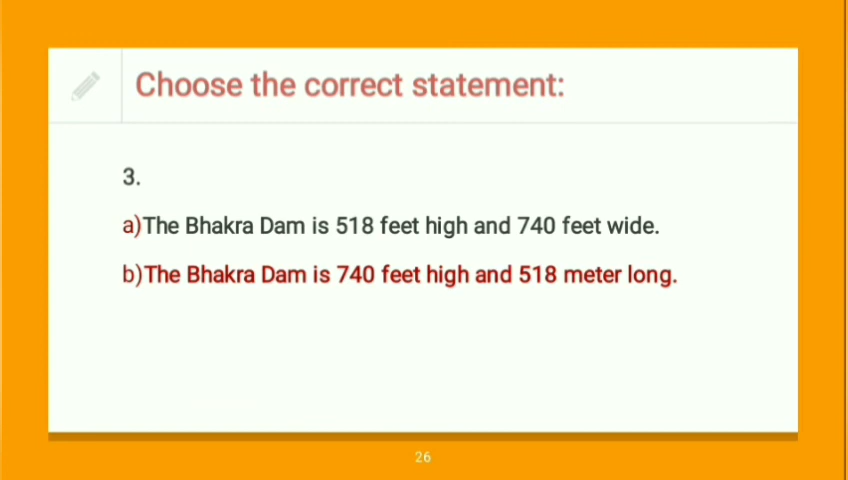 Choose the correct statement:
3.
a)The Bhakra Dam is 518 feet high and 740 feet wide.
b)The Bhakra Dam is 740 feet high and 518 meter long.
26